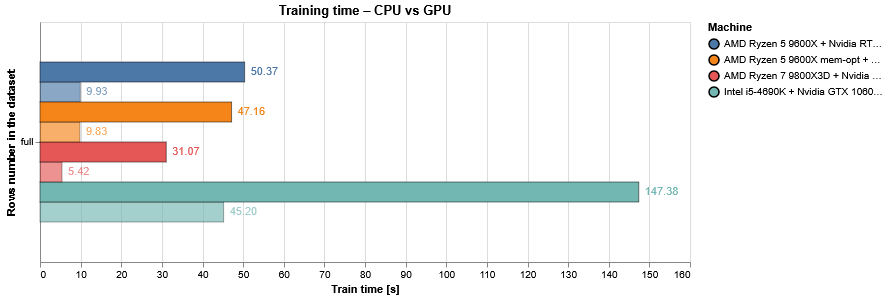 Training time – CPU vs GPU
Machine
AMD Ryzen 5 9600X + Nvidia RT…
AMD Ryzen 5 9600X mem-opt + …
AMD Ryzen 7 9800X3D + Nvidia …
Intel i5-4690K + Nvidia GTX 1060…
Rows number in the dataset
full
50.37
9.93
47.16
9.83
31.07
5.42
147.38
45.20
0 10 20 30 40 50 60 70 80 90 100 110 120 130 140 150 160
Train time [s]